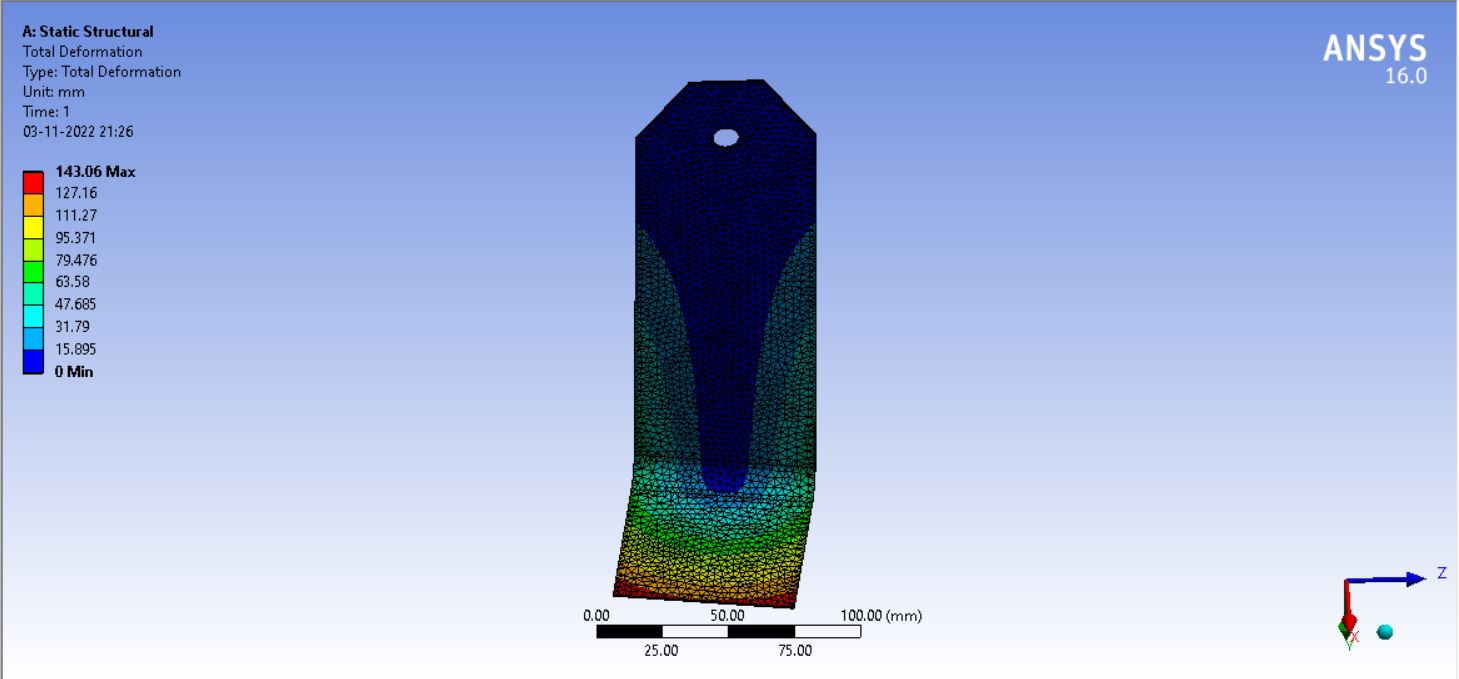 A: Static Structural
Total Deformation
Type: Total Deformation
Unit: mm
Time: 1
03-11-2022 21:26
143.06 Max
127.16
111.27
95.371
79.476
63.58
47.685
31.79
15.895
0 Min
ANSYS
16.0
0.00 50.00 100.00 (mm)
25.00 75.00
Z
X
Y